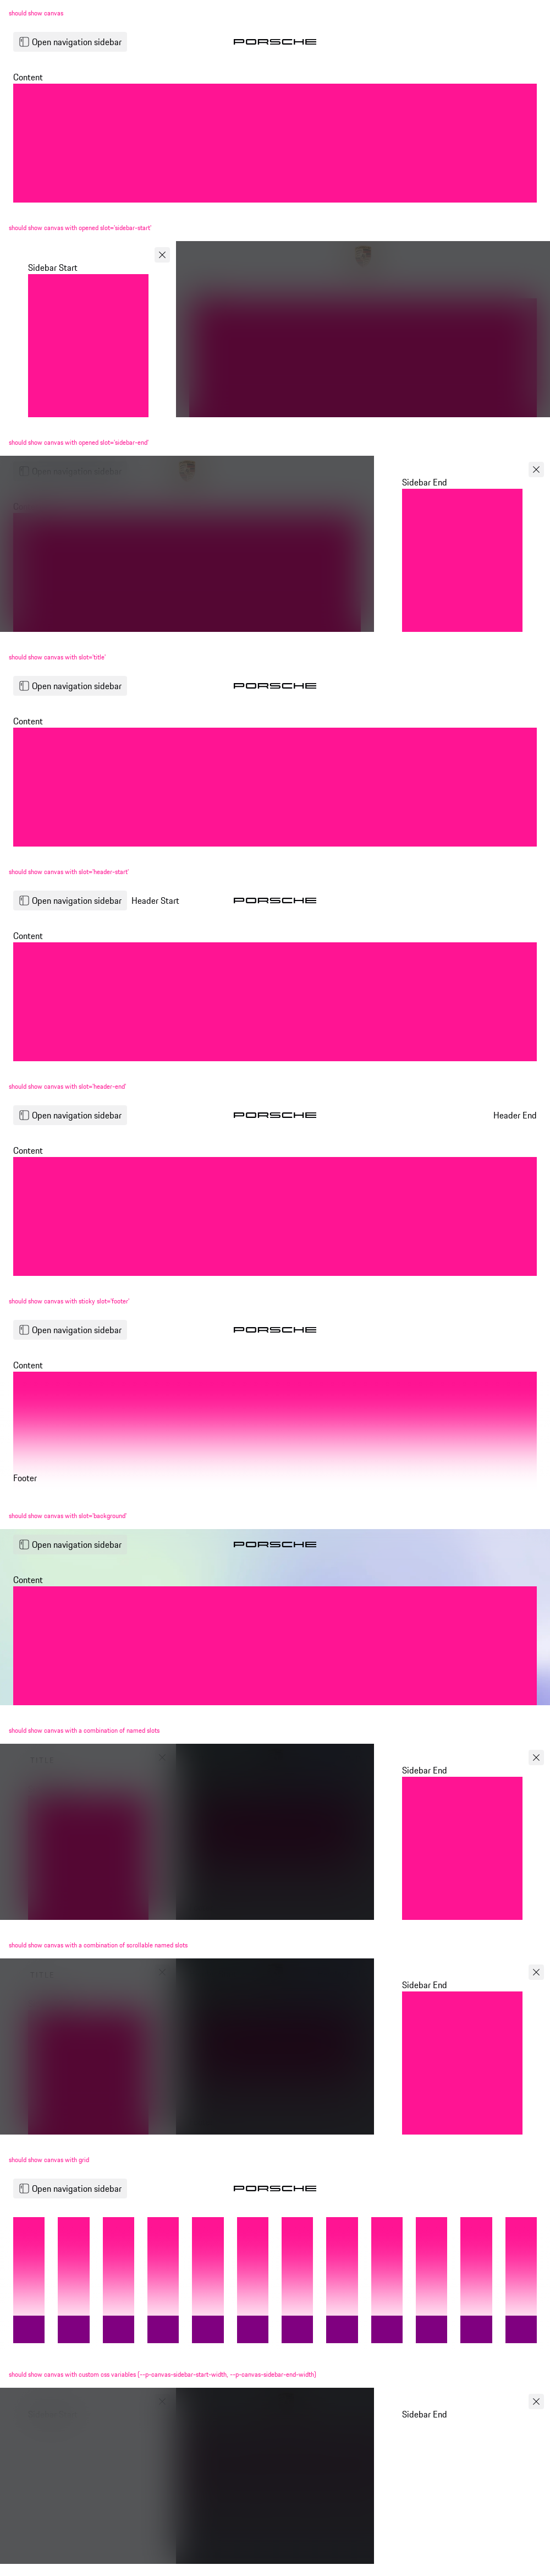 should show canvas
Open navigation sidebar
PORSCHE
Content
should show canvas with opened slot='sidebar-start'
Sidebar Start
should show canvas with opened slot='sidebar-end'
Open navigation sidebar
Sidebar End
should show canvas with slot='title'
Open navigation sidebar
PORSCHE
Content
should show canvas with slot='header-start'
Open navigation sidebar Header Start
PORSCHE
Content
should show canvas with slot='header-end'
Open navigation sidebar
PORSCHE
Header End
Content
should show canvas with sticky slot='footer'
Open navigation sidebar
PORSCHE
Content
Footer
should show canvas with slot='background'
Open navigation sidebar
PORSCHE
Content
should show canvas with a combination of named slots
Sidebar End
should show canvas with a combination of scrollable named slots
Sidebar End
should show canvas with grid
Open navigation sidebar
PORSCHE
should show canvas with custom css variables (--p-canvas-sidebar-start-width, --p-canvas-sidebar-end-width)
Sidebar End